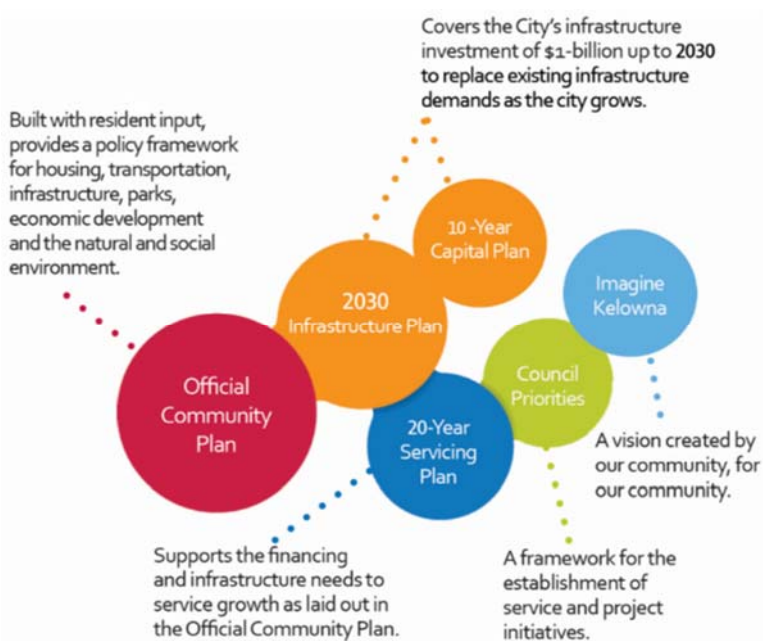 Covers the City's infrastructure
investment of $1-billion up to 2030
to replace existing infrastructure
demands as the city grows.
Built with resident input,
provides a policy framework
for housing, transportation,
infrastructure, parks,
economic development
and the natural and social
environment.
10 -Year
Capital Plan
Imagine
Kelowna
2030
Infrastructure Plan
Official
Community
Plan
Council
Priorities
20-Year
Servicing
Plan
A vision created by
our community, for
our community.
Supports the financing
and infrastructure needs to
service growth as laid out in
the Official Community Plan.
A framework for the
establishment of
service and project
initiatives.